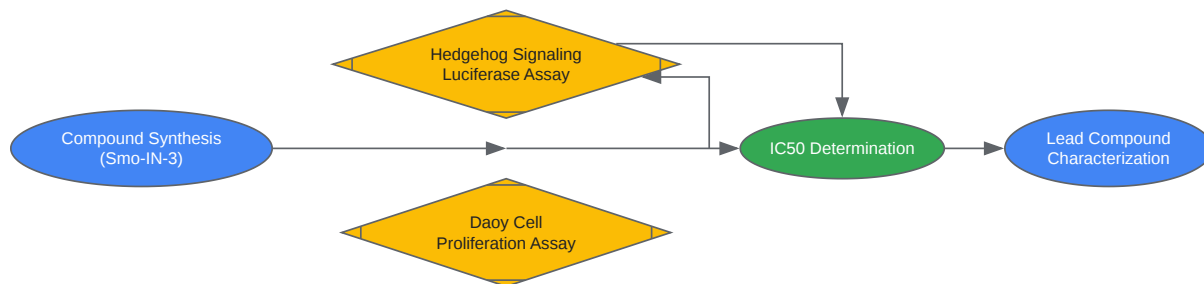 Hedgehog Signaling
Luciferase Assay
Compound Synthesis
(Smo-IN-3)
IC50 Determination
Lead Compound
Characterization
Daoy Cell
Proliferation Assay